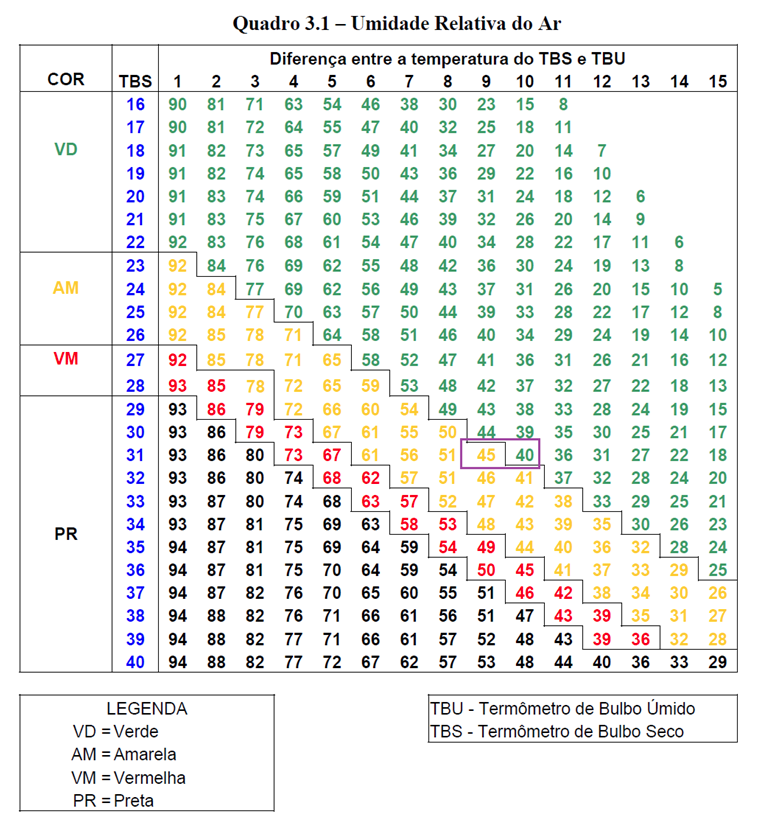 Quadro 3.1 – Umidade Relativa do Ar
Diferença entre a temperatura do TBS e TBU
COR TBS 1 2 3 4 5 6 7 8 9 10 11 12 13 14 15
16 90 81 71 63 54 46 38 30 23 15 8
17 90 81 72 64 55 47 40 32 25 18 11
VD 18 91 82 73 65 57 49 41 34 27 20 14 7
19 91 82 74 65 58 50 43 36 29 22 16 10
20 91 83 74 66 59 51 44 37 31 24 18 12 6
21 91 83 75 67 60 53 46 39 32 26 20 14 9
22 92 83 76 68 61 54 47 40 34 28 22 17 11 6
23 92 84 76 69 62 55 48 42 36 30 24 19 13 8
AM 24 92 84 77 69 62 56 49 43 37 31 26 20 15 10 5
25 92 84 77 70 63 57 50 44 39 33 28 22 17 12 8
26 92 85 78 71 64 58 51 46 40 34 29 24 19 14 10
VM 27 92 85 78 71 65 58 52 47 41 36 31 26 21 16 12
28 93 85 78 72 65 59 53 48 42 37 32 27 22 18 13
29 93 86 79 72 66 60 54 49 43 38 33 28 24 19 15
30 93 86 79 73 67 61 55 50 44 39 35 30 25 21 17
31 93 86 80 73 67 61 56 51 45 40 36 31 27 22 18
32 93 86 80 74 68 62 57 51 46 41 37 32 28 24 20
33 93 87 80 74 68 63 57 52 47 42 38 33 29 25 21
PR 34 93 87 81 75 69 63 58 53 48 43 39 35 30 26 23
35 94 87 81 75 69 64 59 54 49 44 40 36 32 28 24
36 94 87 81 75 70 64 59 54 50 45 41 37 33 29 25
37 94 87 82 76 70 65 60 55 51 46 42 38 34 30 26
38 94 88 82 76 71 66 61 56 51 47 43 39 35 31 27
39 94 88 82 77 71 66 61 57 52 48 43 39 36 32 28
40 94 88 82 77 72 67 62 57 53 48 44 40 36 33 29
LEGENDA
VD = Verde
AM = Amarela
VM = Vermelha
PR = Preta
TBU - Termômetro de Bulbo Úmido
TBS - Termômetro de Bulbo Seco